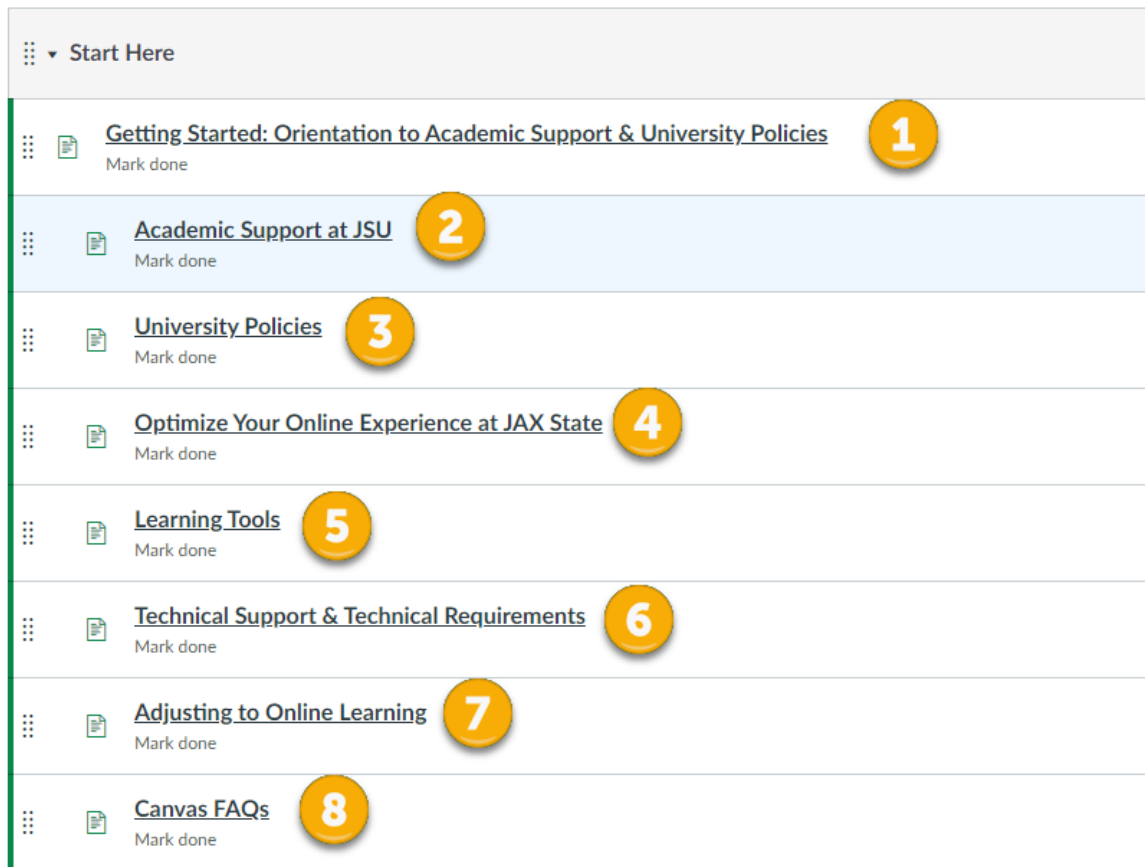 Start Here
Getting Started: Orientation to Academic Support & University Policies 1
Mark done
Academic Support at JSU 2
Mark done
University Policies 3
Mark done
Optimize Your Online Experience at JAX State 4
Mark done
Learning Tools 5
Mark done
Technical Support & Technical Requirements 6
Mark done
Adjusting to Online Learning 7
Mark done
Canvas FAQs 8
Mark done